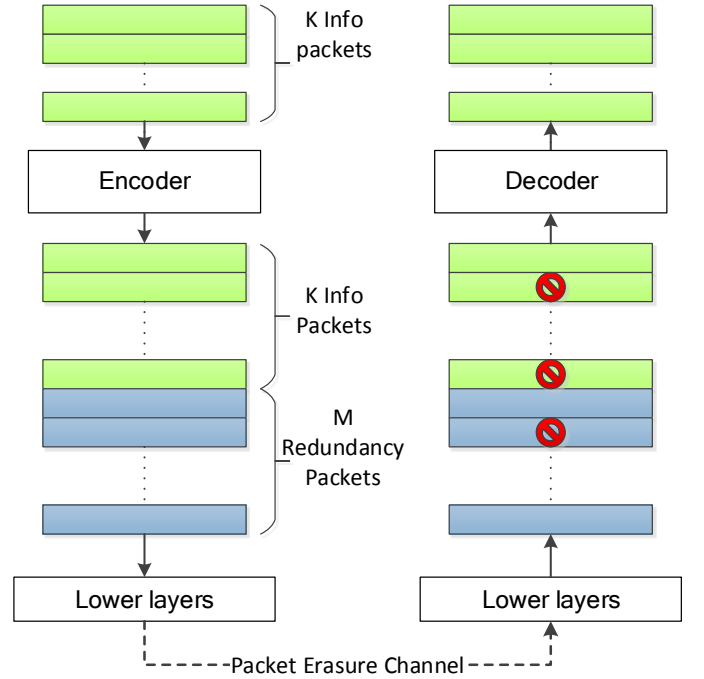 K Info
packets
Encoder
Decoder
K Info
Packets
M
Redundancy
Packets
Lower layers
Lower layers
Packet Erasure Channel